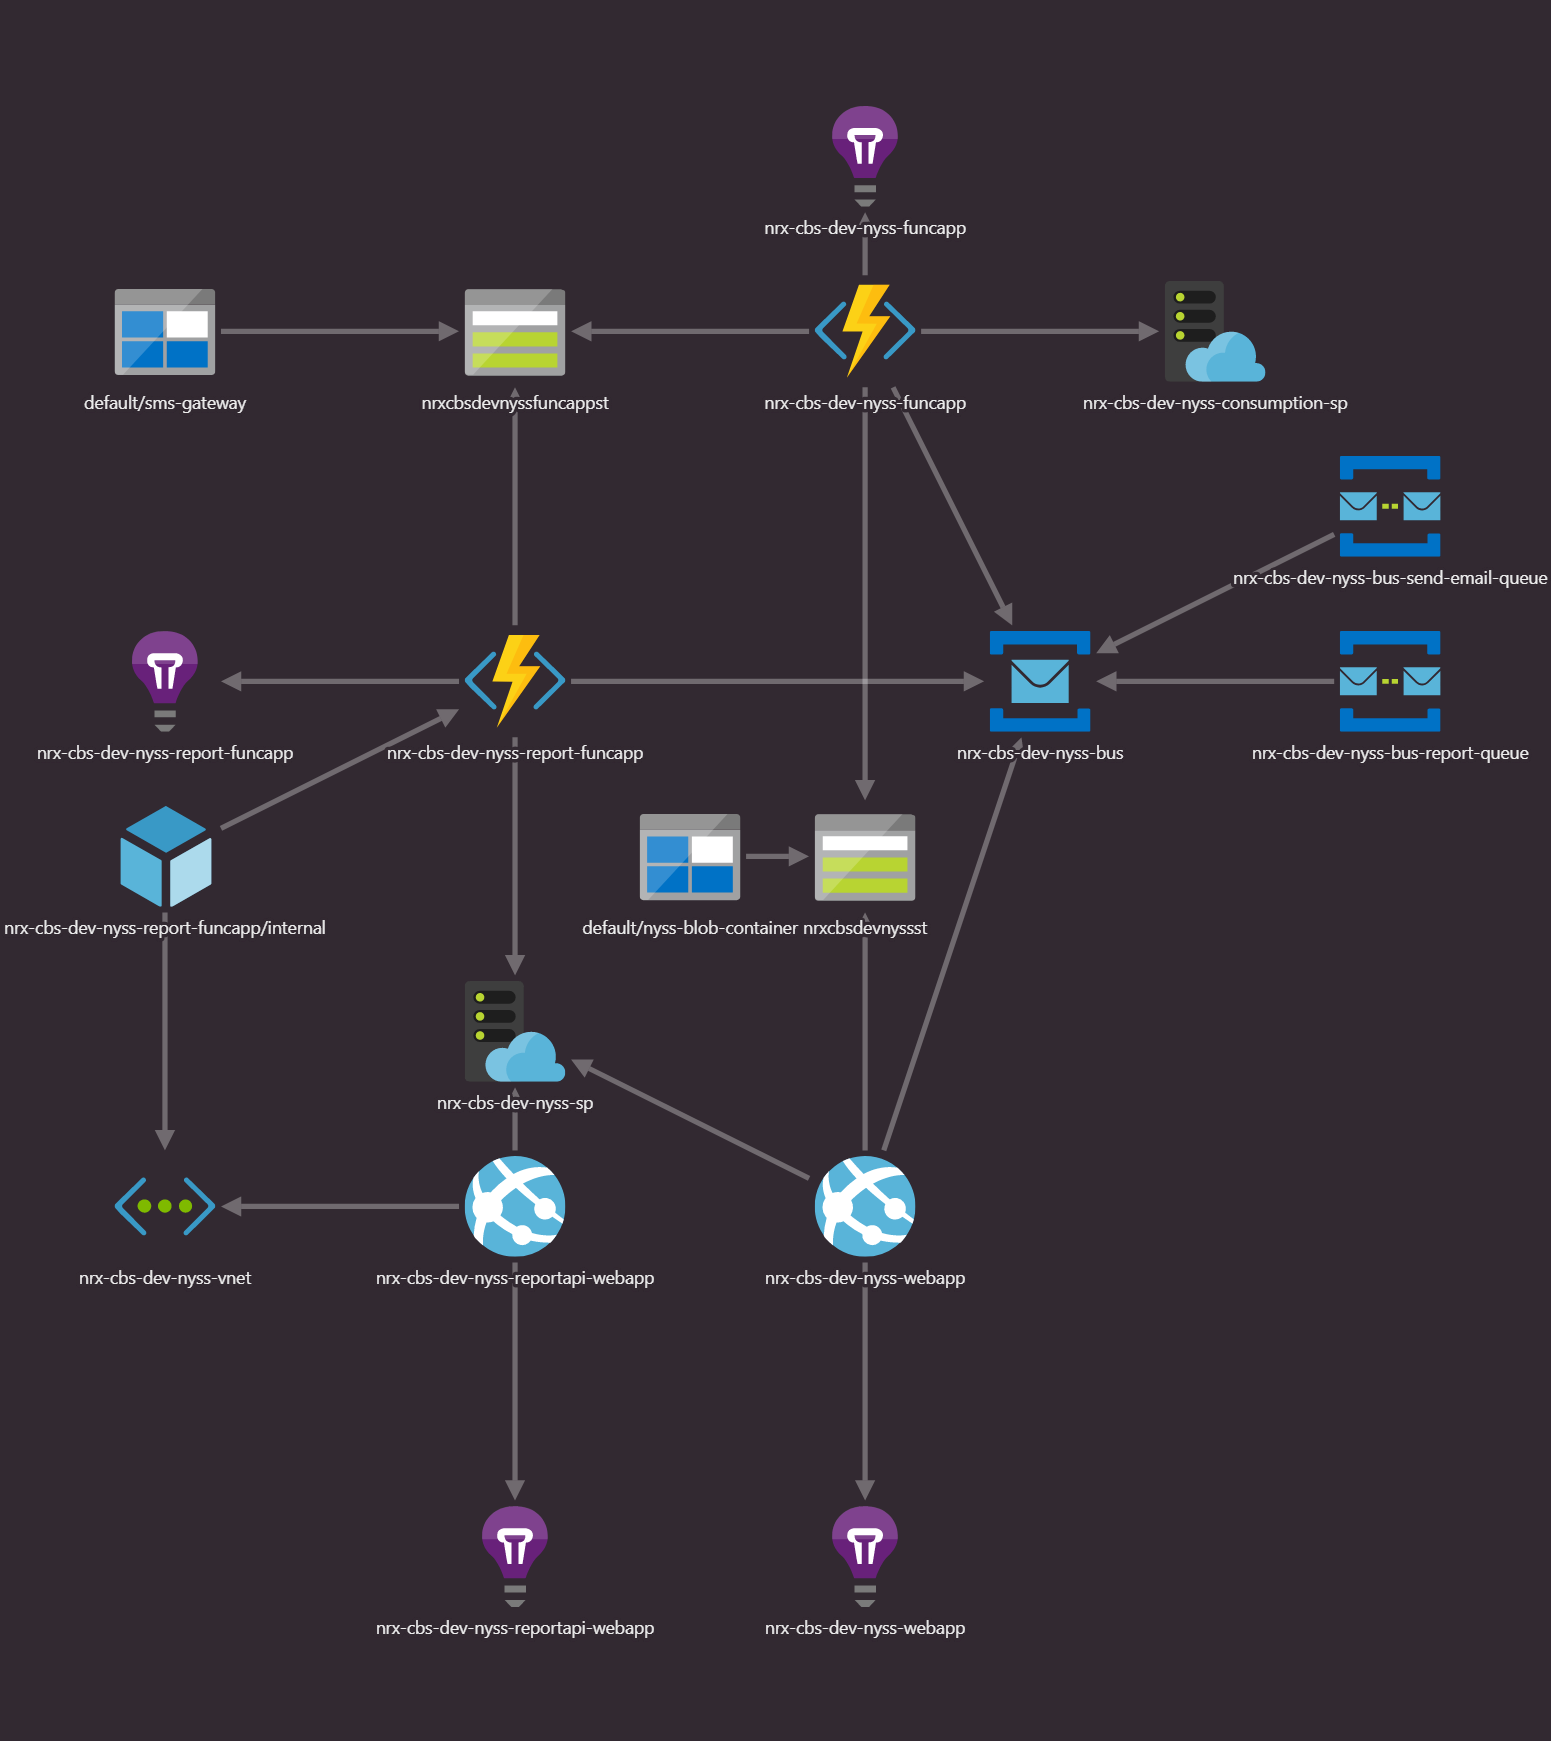 nrx-cbs-dev-nyss-funcapp
default/sms-gateway
nrxcbsdevnyssfuncappst
nrx-cbs-dev-nyss-funcapp
nrx-cbs-dev-nyss-consumption-sp
nrx-cbs-dev-nyss-bus-send-email-queue
nrx-cbs-dev-nyss-report-funcapp
nrx-cbs-dev-nyss-report-funcapp
nrx-cbs-dev-nyss-bus
nrx-cbs-dev-nyss-bus-report-queue
nrx-cbs-dev-nyss-report-funcapp/internal
default/nyss-blob-container
nrxcbsdevnyssst
nrx-cbs-dev-nyss-sp
nrx-cbs-dev-nyss-vnet
nrx-cbs-dev-nyss-reportapi-webapp
nrx-cbs-dev-nyss-webapp
nrx-cbs-dev-nyss-reportapi-webapp
nrx-cbs-dev-nyss-webapp